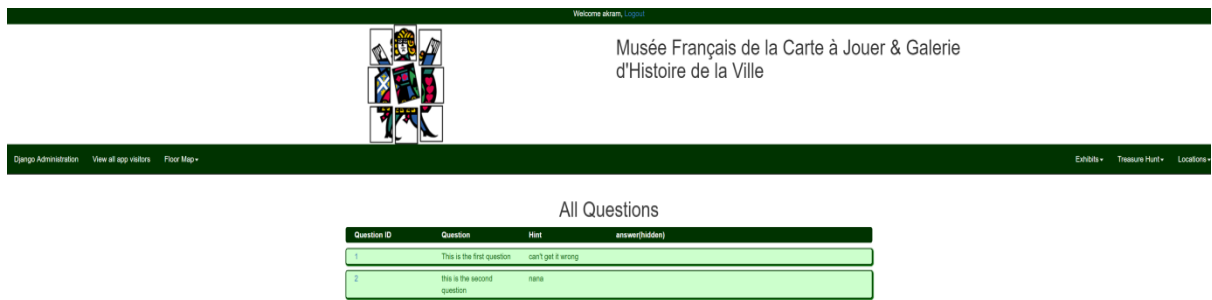 Welcome akram, Logout
Musée Français de la Carte à Jouer & Galerie
d'Histoire de la Ville
Django Administration View all app visitors Floor Map Exhibits Treasure Hunt Locations
All Questions
Question ID Question Hint answer(hidden)
1 This is the first question can't get it wrong
2 this is the second nana
question